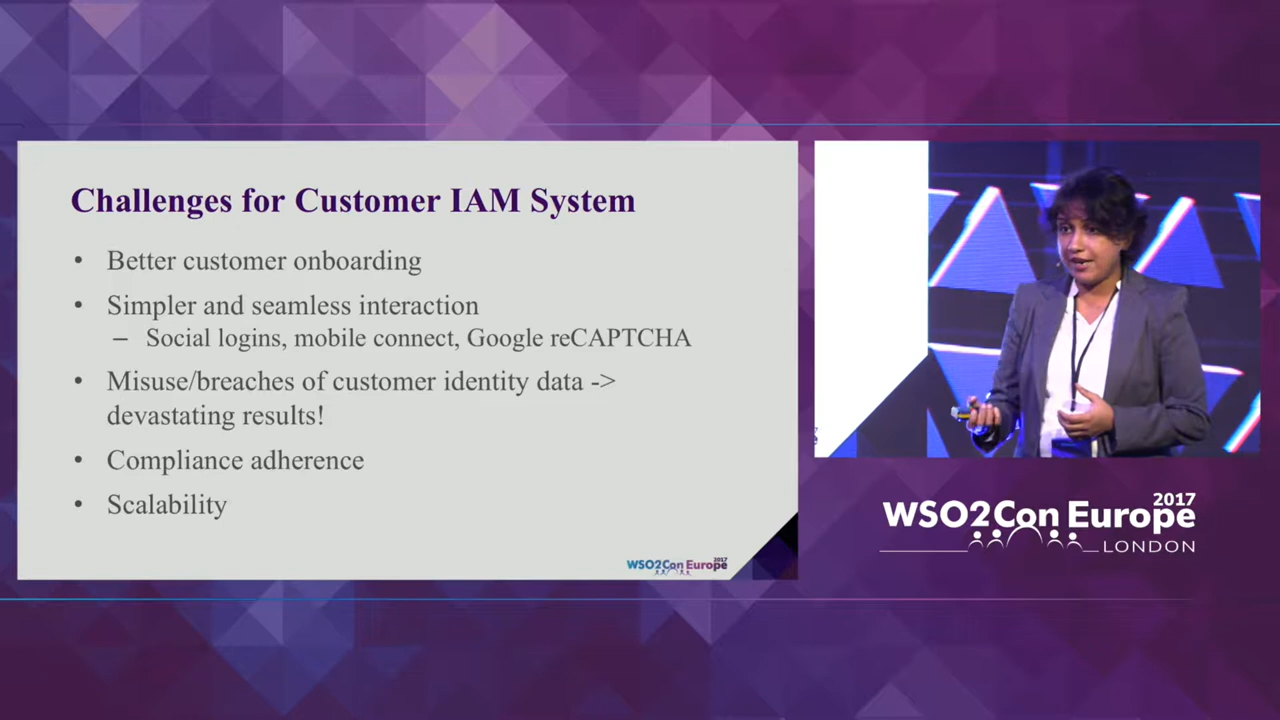 Challenges for Customer IAM System
• Better customer onboarding
• Simpler and seamless interaction
– Social logins, mobile connect, Google reCAPTCHA
• Misuse/breaches of customer identity data ->
devastating results!
• Compliance adherence
• Scalability
WSO2Con Europe 2017
2017
WSO2Con Europe
LONDON